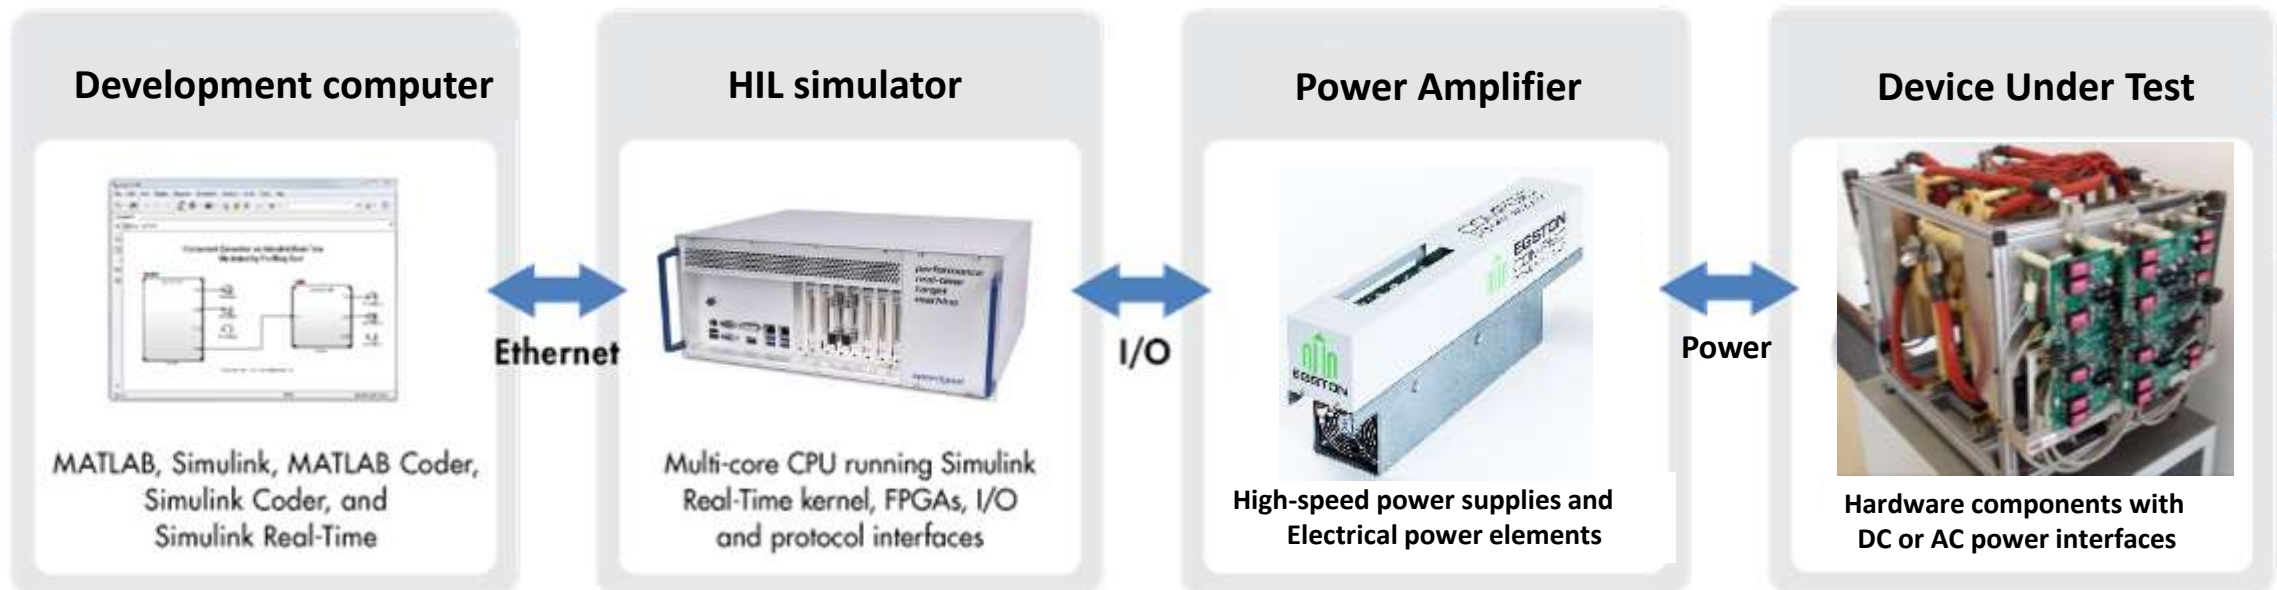 Development computer
MATLAB, Simulink, MATLAB Coder,
Simulink Coder, and
Simulink Real-Time
Ethernet
HIL simulator
performance
real-time
target
machine
Multi-core CPU running Simulink
Real-Time kernel, FPGAs, I/O
and protocol interfaces
I/O
Power Amplifier
EGSTON
EGSTON
High-speed power supplies and
Electrical power elements
Power
Device Under Test
Hardware components with
DC or AC power interfaces